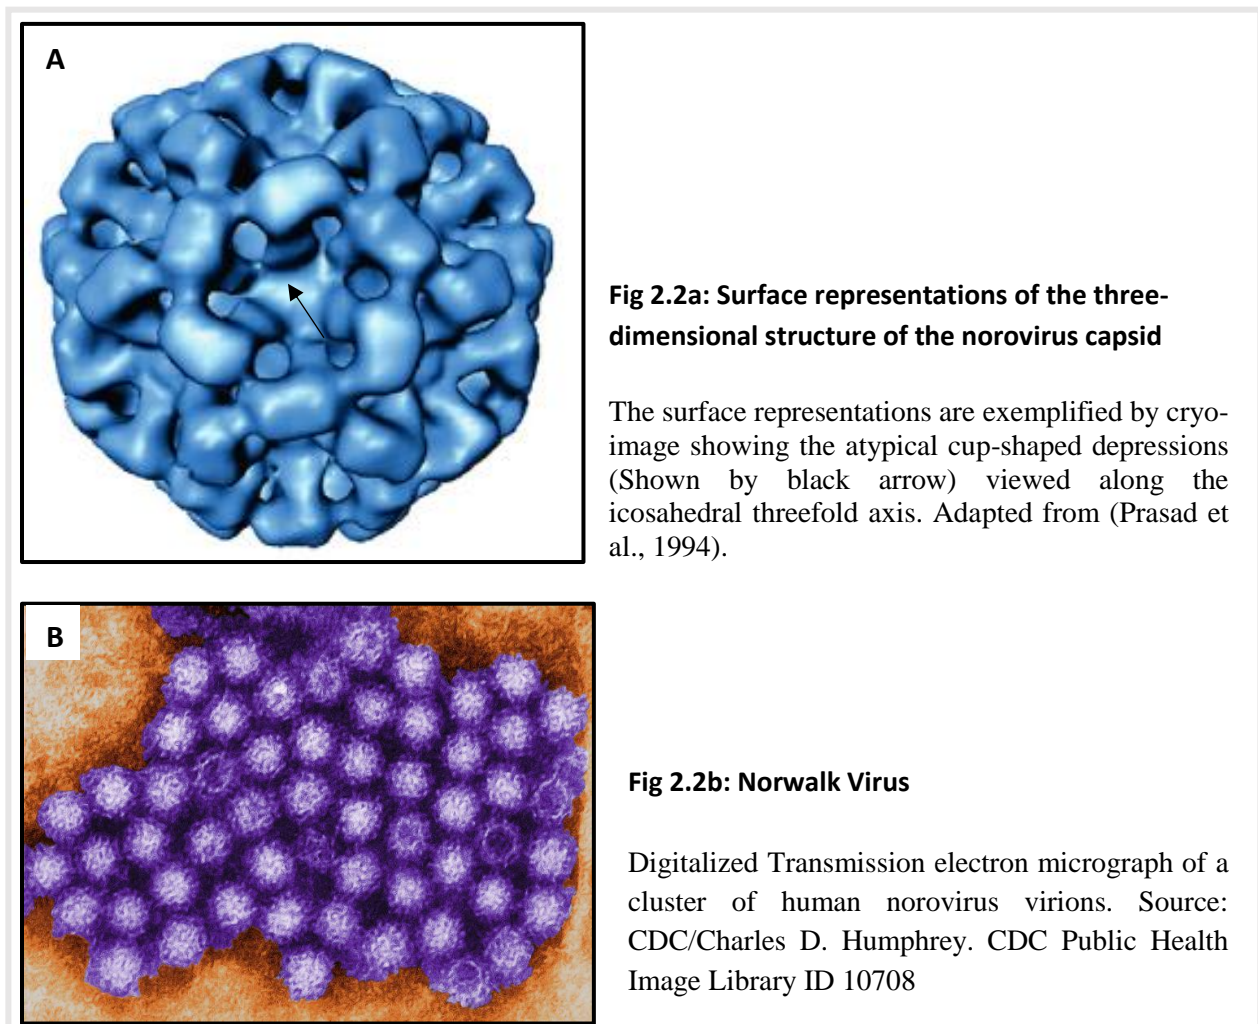 A
Fig 2.2a: Surface representations of the three-
dimensional structure of the norovirus capsid
The surface representations are exemplified by cryo-
image showing the atypical cup-shaped depressions
(Shown by black arrow) viewed along the
icosahedral threefold axis. Adapted from (Prasad et
al., 1994).
B
Fig 2.2b: Norwalk Virus
Digitalized Transmission electron micrograph of a
cluster of human norovirus virions. Source:
CDC/Charles D. Humphrey. CDC Public Health
Image Library ID 10708